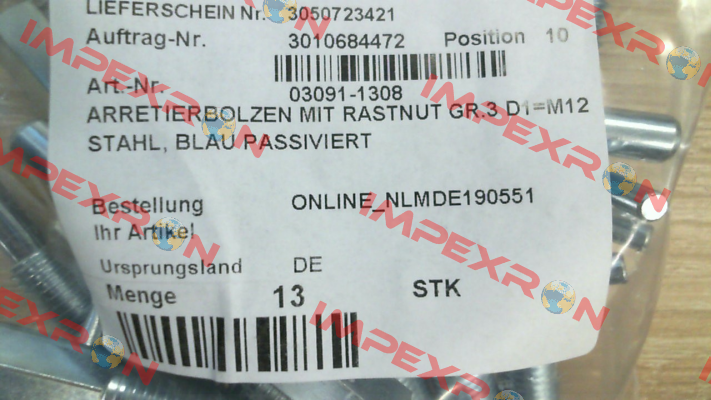 LIEFERSCHEIN Nr. 3050723421
Auftrag-Nr. 3010684472 Position 10
Art.-Nr. 03091-1308
ARRETIERBOLZEN MIT RASTNUT GR.3 D1=M12
STAHL, BLAU PASSIVIERT
Bestellung ONLINE_NLMDE190551
Ihr Artikel
Ursprungsland DE
Menge 13 STK
IMPEXRON
IMPEXRON
IMPEXRON
IMPEXRON
IMPEXRON